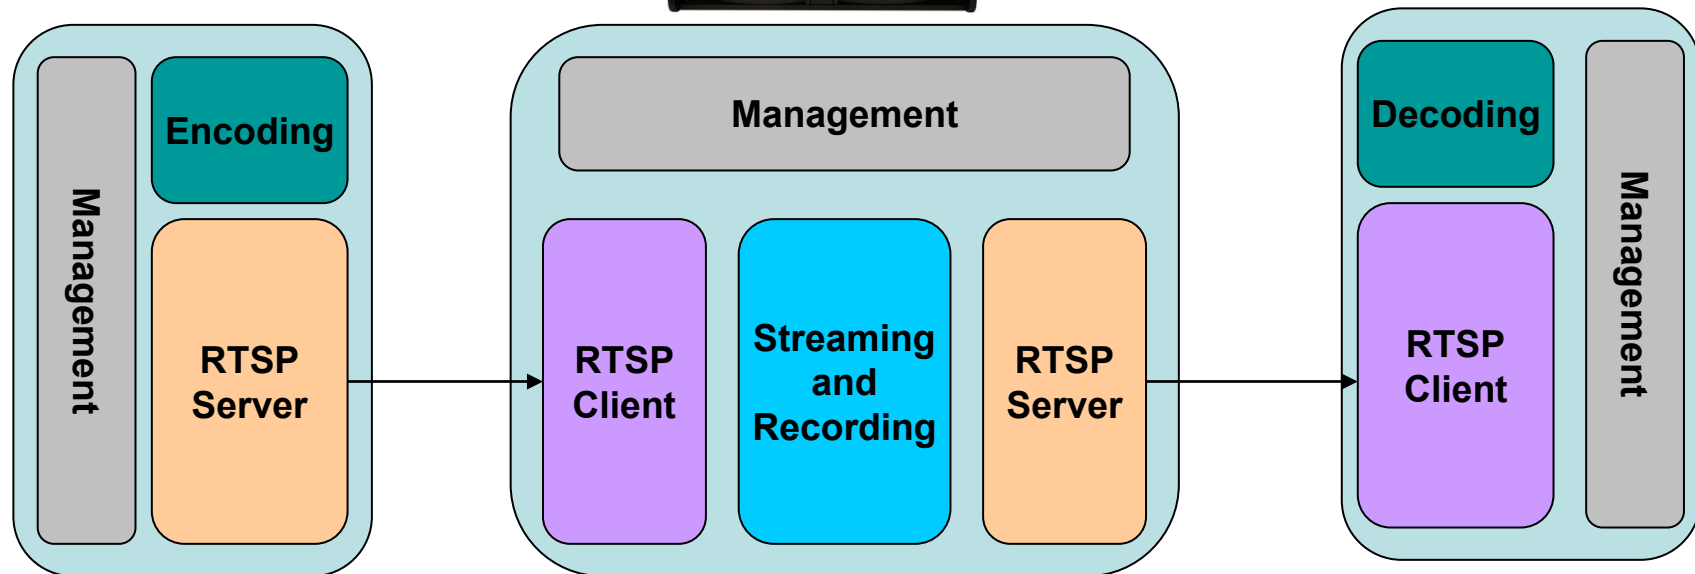 Management
Encoding
RTSP
Server
Management
RTSP
Client
Streaming
and
Recording
RTSP
Server
Decoding
RTSP
Client
Management